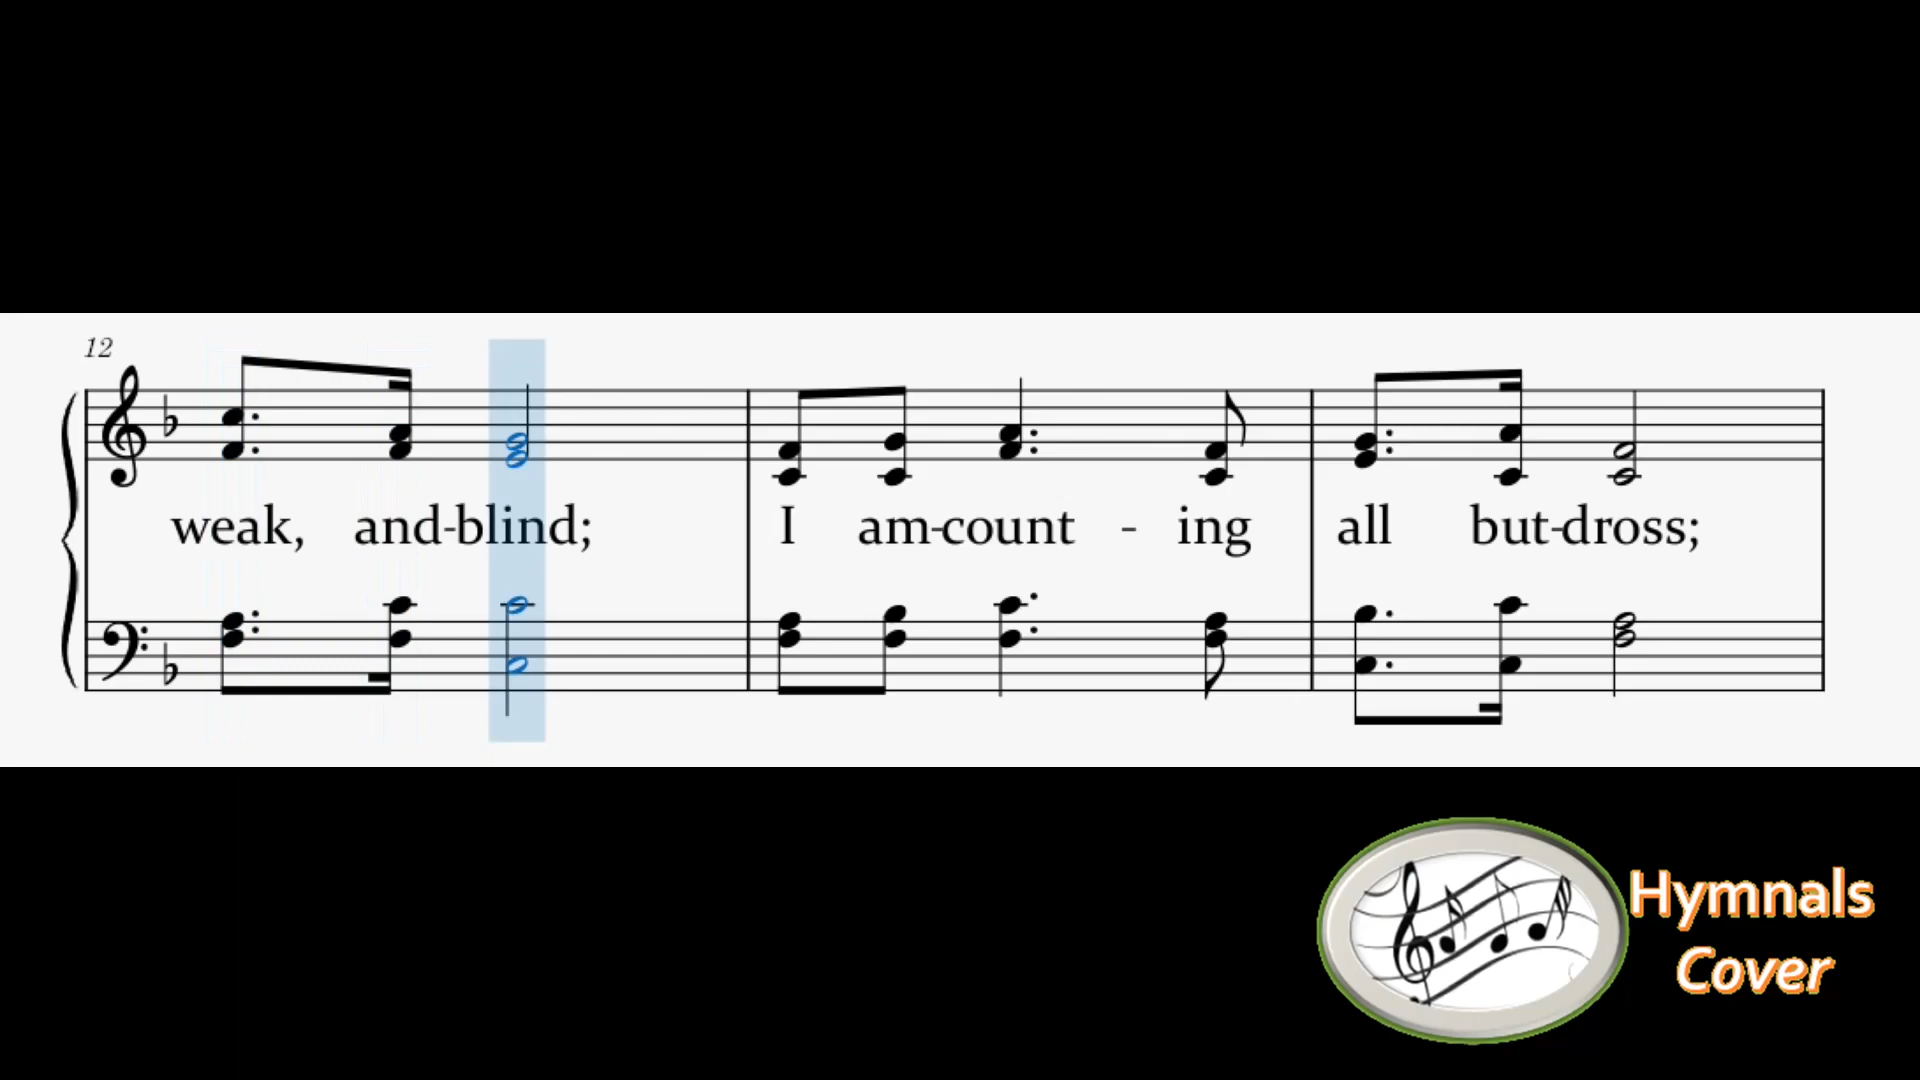 12
weak, and-blind; I am-count - ing all but-dross;
Hymnals
Cover